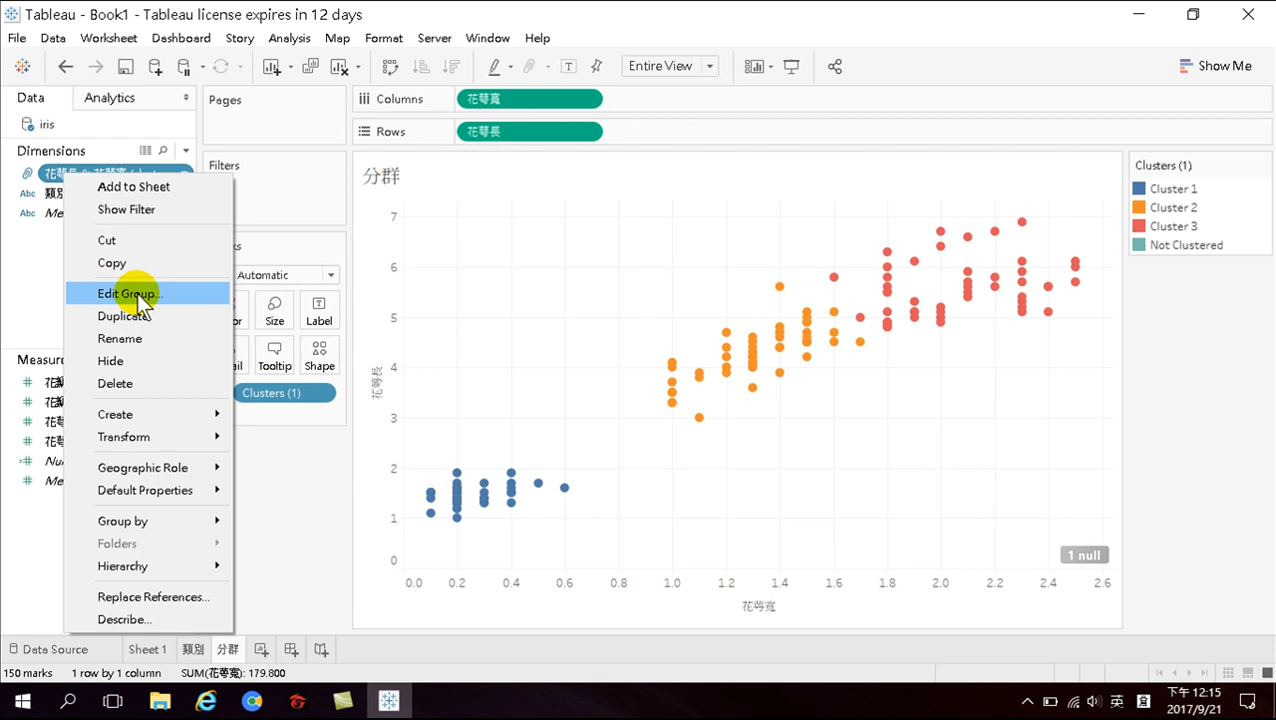 Tableau - Book1 - Tableau license expires in 12 days
File Data Worksheet Dashboard Story Analysis Map Format Server Window Help
Entire View
Show Me
Data
Analytics
iris
Dimensions
類別
Add to Sheet
Show Filter
Cut
Copy
Edit Group...
Duplicate
Rename
Hide
Delete
Create
Transform
Geographic Role
Default Properties
Group by
Folders
Hierarchy
Replace References...
Describe...
Pages
Filters
Automatic
Size
Label
Tooltip
Shape
Clusters (1)
Columns
花萼寬
Rows
花萼長
分群
7
6
5
4
3
2
1
0
花萼長
0.0 0.2 0.4 0.6 0.8 1.0 1.2 1.4 1.6 1.8 2.0 2.2 2.4 2.6
花萼寬
1 null
Clusters (1)
Cluster 1
Cluster 2
Cluster 3
Not Clustered
Data Source
Sheet 1
類別
分群
150 marks
1 row by 1 column
SUM(花萼寬): 179.800
英
下午 12:15
2017/9/21